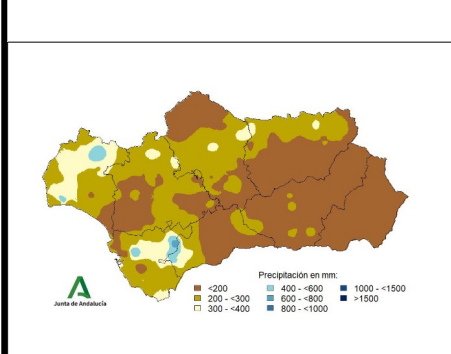 Precipitación en mm:
<200 400 - <600 1000 - <1500
200 - <300 600 - <800 >1500
300 - <400 800 - <1000
Junta de Andalucía